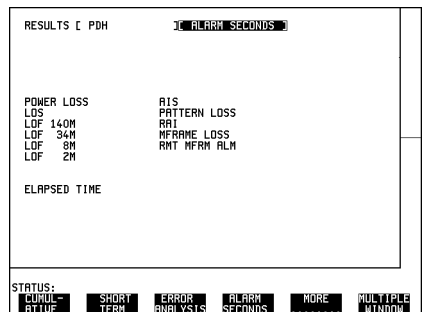 RESULTS [ PDH ][ ALARM SECONDS ]
POWER LOSS AIS
LOS PATTERN LOSS
LOF 140M RAI
LOF 34M MFRAME LOSS
LOF 8M RMT MFRM ALM
LOF 2M
ELAPSED TIME
STATUS:
CUMUL- SHORT ERROR ALARM MORE MULTIPLE
ATIVE TERM ANALYSIS SECONDS ........ WINDOW